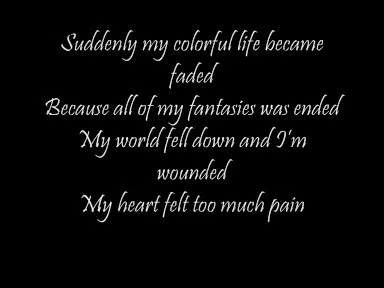 Suddenly my colorful life became
faded
Because all of my fantasies was ended
My world fell down and I'm
wounded
My heart felt too much pain